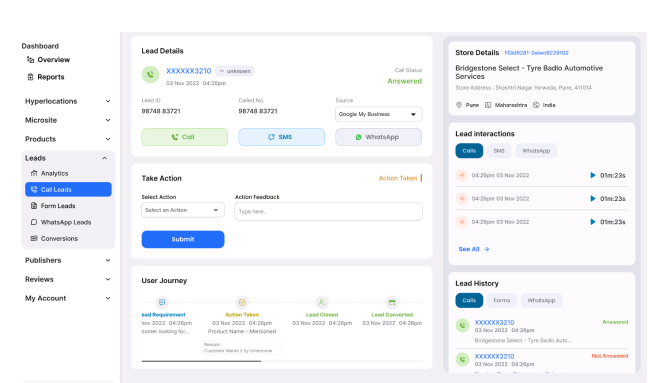 Dashboard
Overview
Reports
Hyperlocations
Microsite
Products
Leads
Analytics
Call Leads
Form Leads
WhatsApp Leads
Conversions
Publishers
Reviews
My Account
Lead Details
XXXXXX3210 unknown
03 Nov 2022 04:26pm
Call Status
Answered
Lead ID
98748 83721
Called No.
98748 83721
Source
Google My Business
Call
SMS
WhatsApp
Take Action
Action Taken
Select Action
Select an Action
Action Feedback
Type here..
Submit
User Journey
ead Requirement
Nov 2022 04:26pm
stomer looking for...
Action Taken
03 Nov 2022 04:26pm
Product Name - Mentioned
Remark :
Customer Wants it by tommorow
Lead Closed
03 Nov 2022 04:26pm
Lead Converted
03 Nov 2022 04:26pm
Store Details
Bridgestone Select - Tyre Badlo Automotive
Services
Store Address : Shashtri Nagar Yerwada, Pune, 411014
Pune Maharashtra India
Lead interactions
Calls SMS WhatsApp
04:26pm 03 Nov 2022 01m:23s
04:26pm 03 Nov 2022 01m:23s
04:26pm 03 Nov 2022 01m:23s
See All →
Lead History
Calls Forms WhatsApp
XXXXXX3210 Answered
03 Nov 2022 04:26pm
Bridgestone Select - Tyre Badlo Auto...
XXXXXX3210 Not Answered
03 Nov 2022 04:26pm